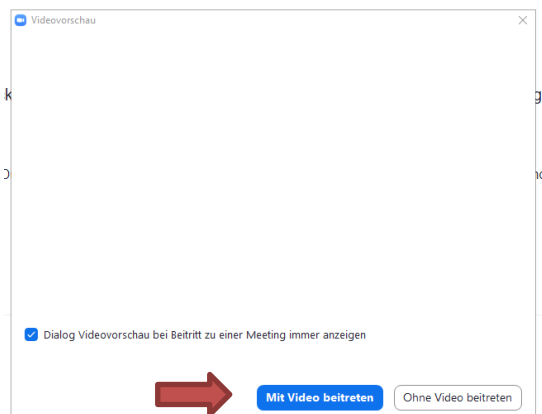 Videovorschau
Dialog Videovorschau bei Beitritt zu einer Meeting immer anzeigen
Mit Video beitreten
Ohne Video beitreten